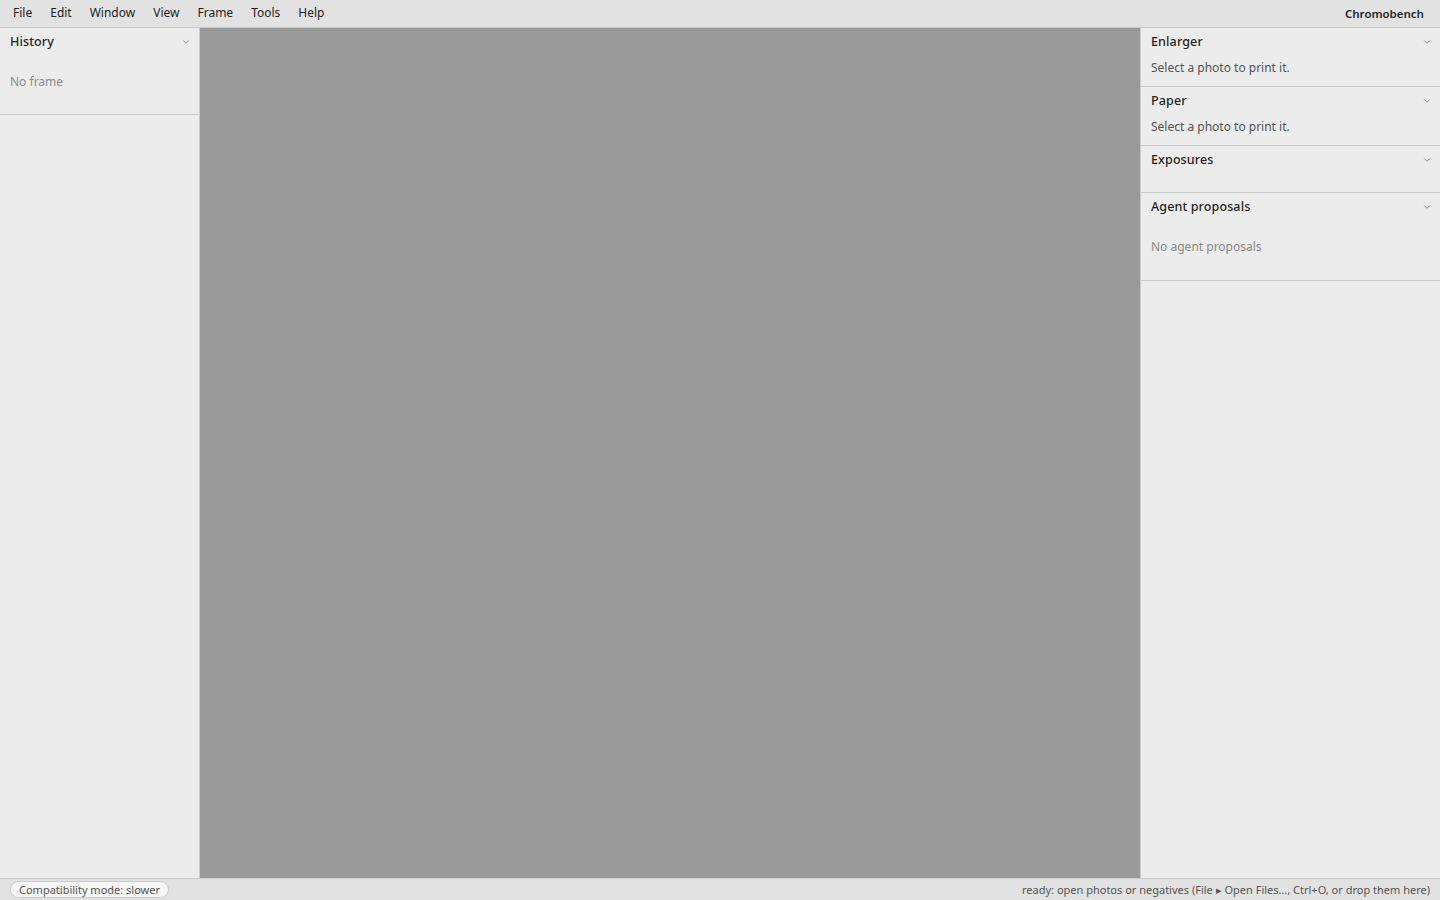 File Edit Window View Frame Tools Help Chromobench
History
No frame
Enlarger
Select a photo to print it.
Paper
Select a photo to print it.
Exposures
Agent proposals
No agent proposals
Compatibility mode: slower
ready: open photos or negatives (File ▸ Open Files..., Ctrl+O, or drop them here)